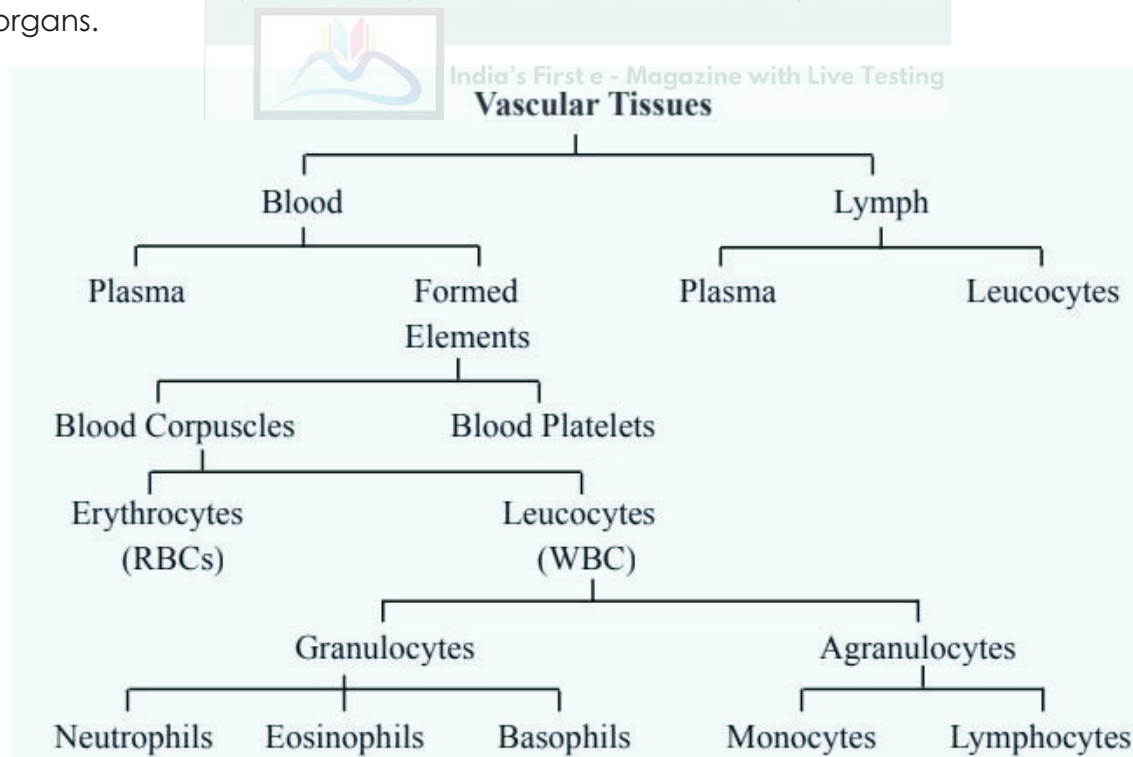 organs.
India's First e - Magazine with Live Testing
Vascular Tissues
Blood Lymph
Plasma Formed Plasma Leucocytes
Elements
Blood Corpuscles Blood Platelets
Erythrocytes Leucocytes
(RBCs) (WBC)
Granulocytes Agranulocytes
Neutrophils Eosinophils Basophils Monocytes Lymphocytes